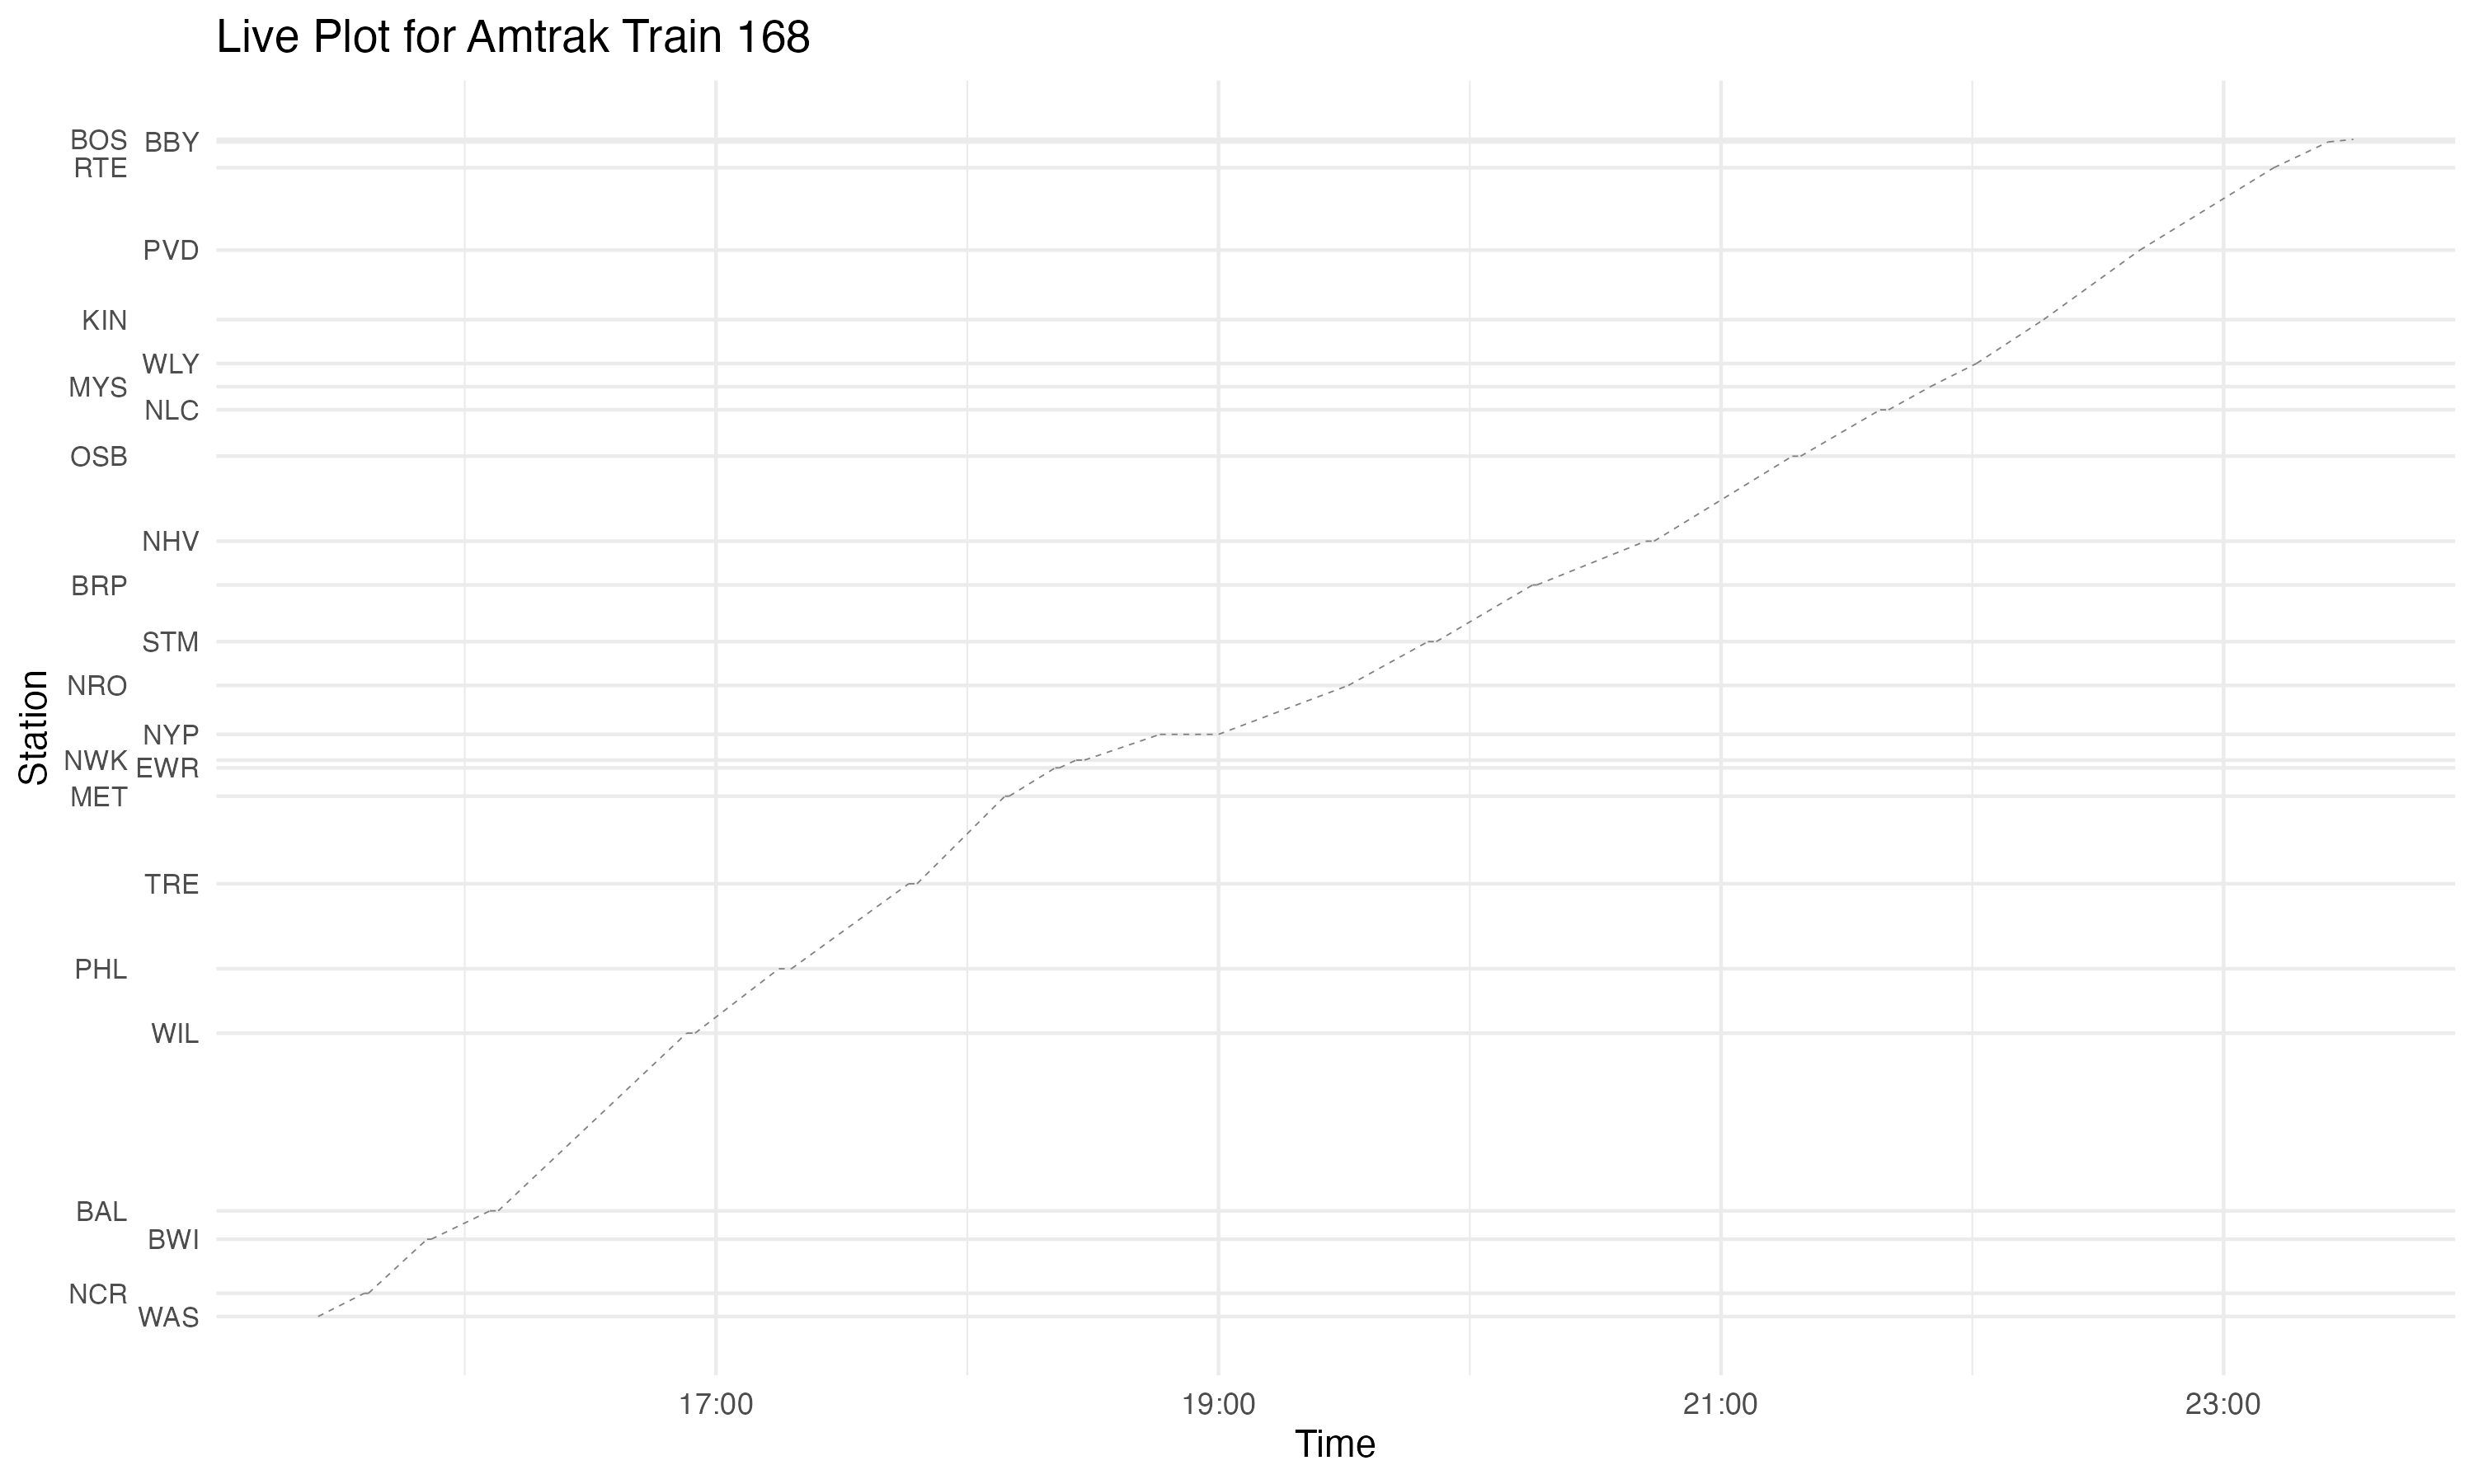 Live Plot for Amtrak Train 168
BOS BBY
RTE
PVD
KIN
WLY
MYS
NLC
OSB
NHV
BRP
STM
NRO
NYP
NWK EWR
MET
TRE
PHL
WIL
BAL
BWI
NCR
WAS
Station
17:00 19:00 21:00 23:00
Time